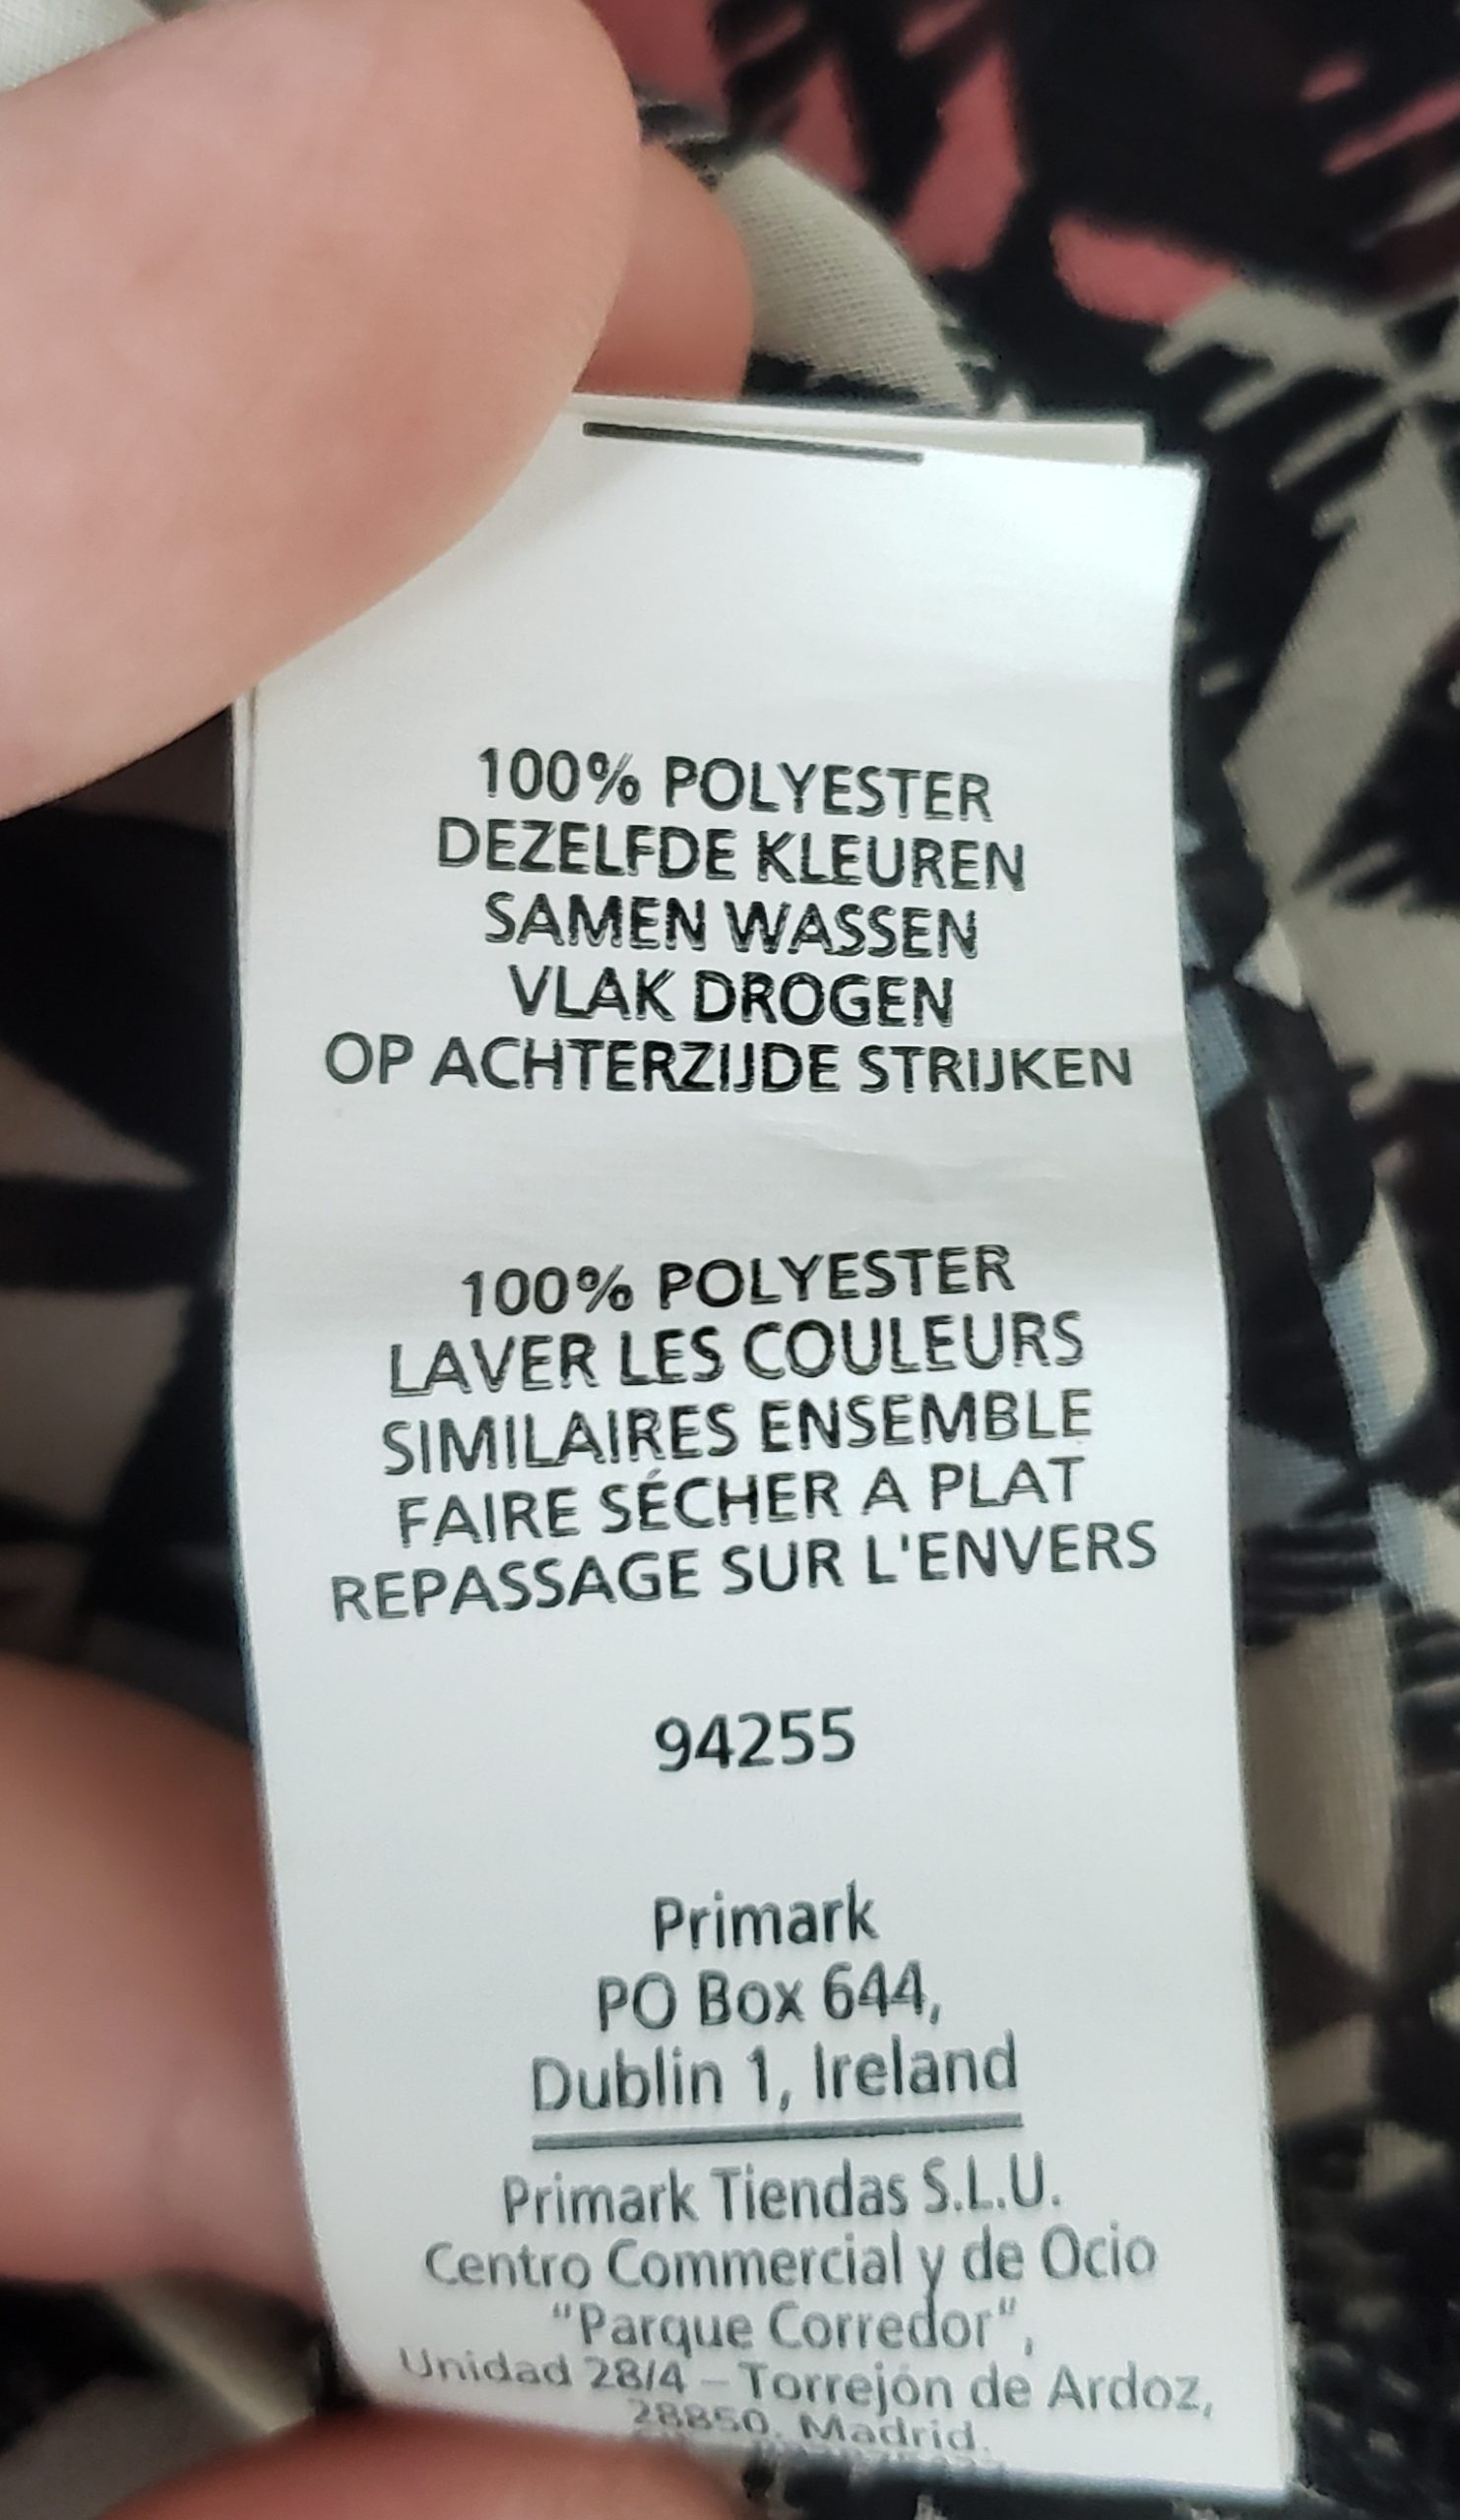 100% POLYESTER
DEZELFDE KLEUREN
SAMEN WASSEN
VLAK DROGEN
OP ACHTERZIJDE STRIJKEN
100% POLYESTER
LAVER LES COULEURS
SIMILAIRES ENSEMBLE
FAIRE SÉCHER A PLAT
REPASSAGE SUR L'ENVERS
94255
Primark
PO Box 644,
Dublin 1, Ireland
Primark Tiendas S.L.U.
Centro Commercial y de Ocio
"Parque Corredor",
Unidad 28/4 – Torrejón de Ardoz,
28850, Madrid.